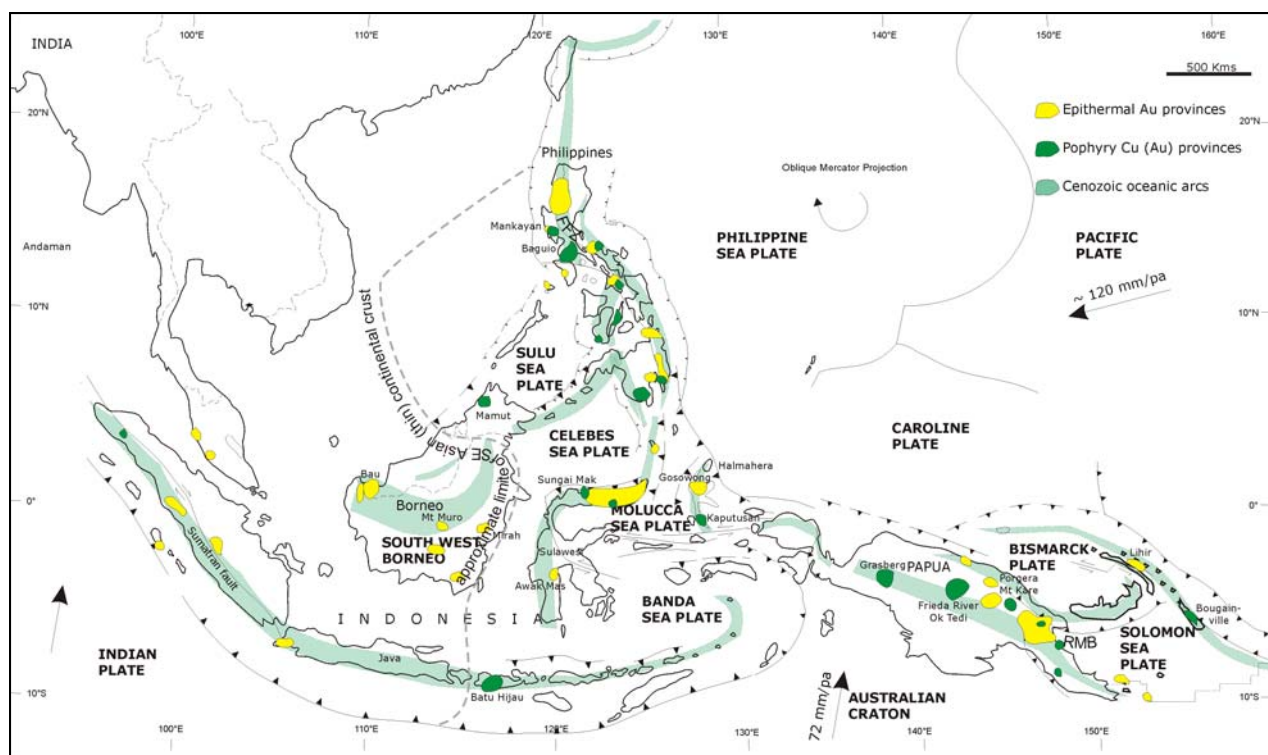 100°E
110°E
120°E
130°E
140°E
150°E
160°E
INDIA
500 Kms
Epithermal Au provinces
Pophyry Cu (Au) provinces
Cenozoic oceanic arcs
20°N
20°N
Philippines
Oblique Mercator Projection
Mankayan
Baguio
Andaman
PHILIPPINE
SEA PLATE
PACIFIC
PLATE
~ 120 mm/pa
10°N
10°N
approximate limite of/SE Asian (thin) continental crust
SULU
SEA
PLATE
Mamut
CELEBES
SEA PLATE
CAROLINE
PLATE
Halmahera
Sungai Mak
Gosowong
Bau
Borneo
0°
0°
MOLUCCA
SEA PLATE
Kaputusan
Mt Muro
Mirah
SOUTH WEST
BORNEO
Sulawesi
Awak Mas
Sumatran fault
Grasberg
PAPUA
BISMARCK
PLATE
Lihir
Porgera
Mt Kare
Frieda River
Ok Tedi
Bougain-
ville
BANDA
SEA PLATE
INDONESIA
RMB
SOLOMON
SEA
PLATE
INDIAN
PLATE
Java
Batu Hijau
72 mm/pa
AUSTRALIAN
CRATON
10°S
10°S
100°E
110°E
120°E
130°E
140°E
150°E